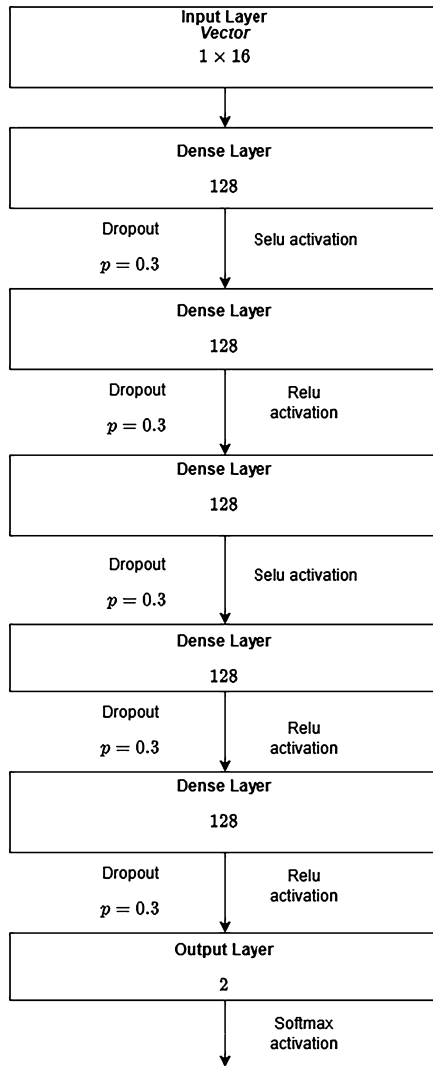 Input Layer
Vector
1 × 16
Dense Layer
128
Dropout
p = 0.3
Selu activation
Dense Layer
128
Dropout
p = 0.3
Relu
activation
Dense Layer
128
Dropout
p = 0.3
Selu activation
Dense Layer
128
Dropout
p = 0.3
Relu
activation
Dense Layer
128
Dropout
p = 0.3
Relu
activation
Output Layer
2
Softmax
activation